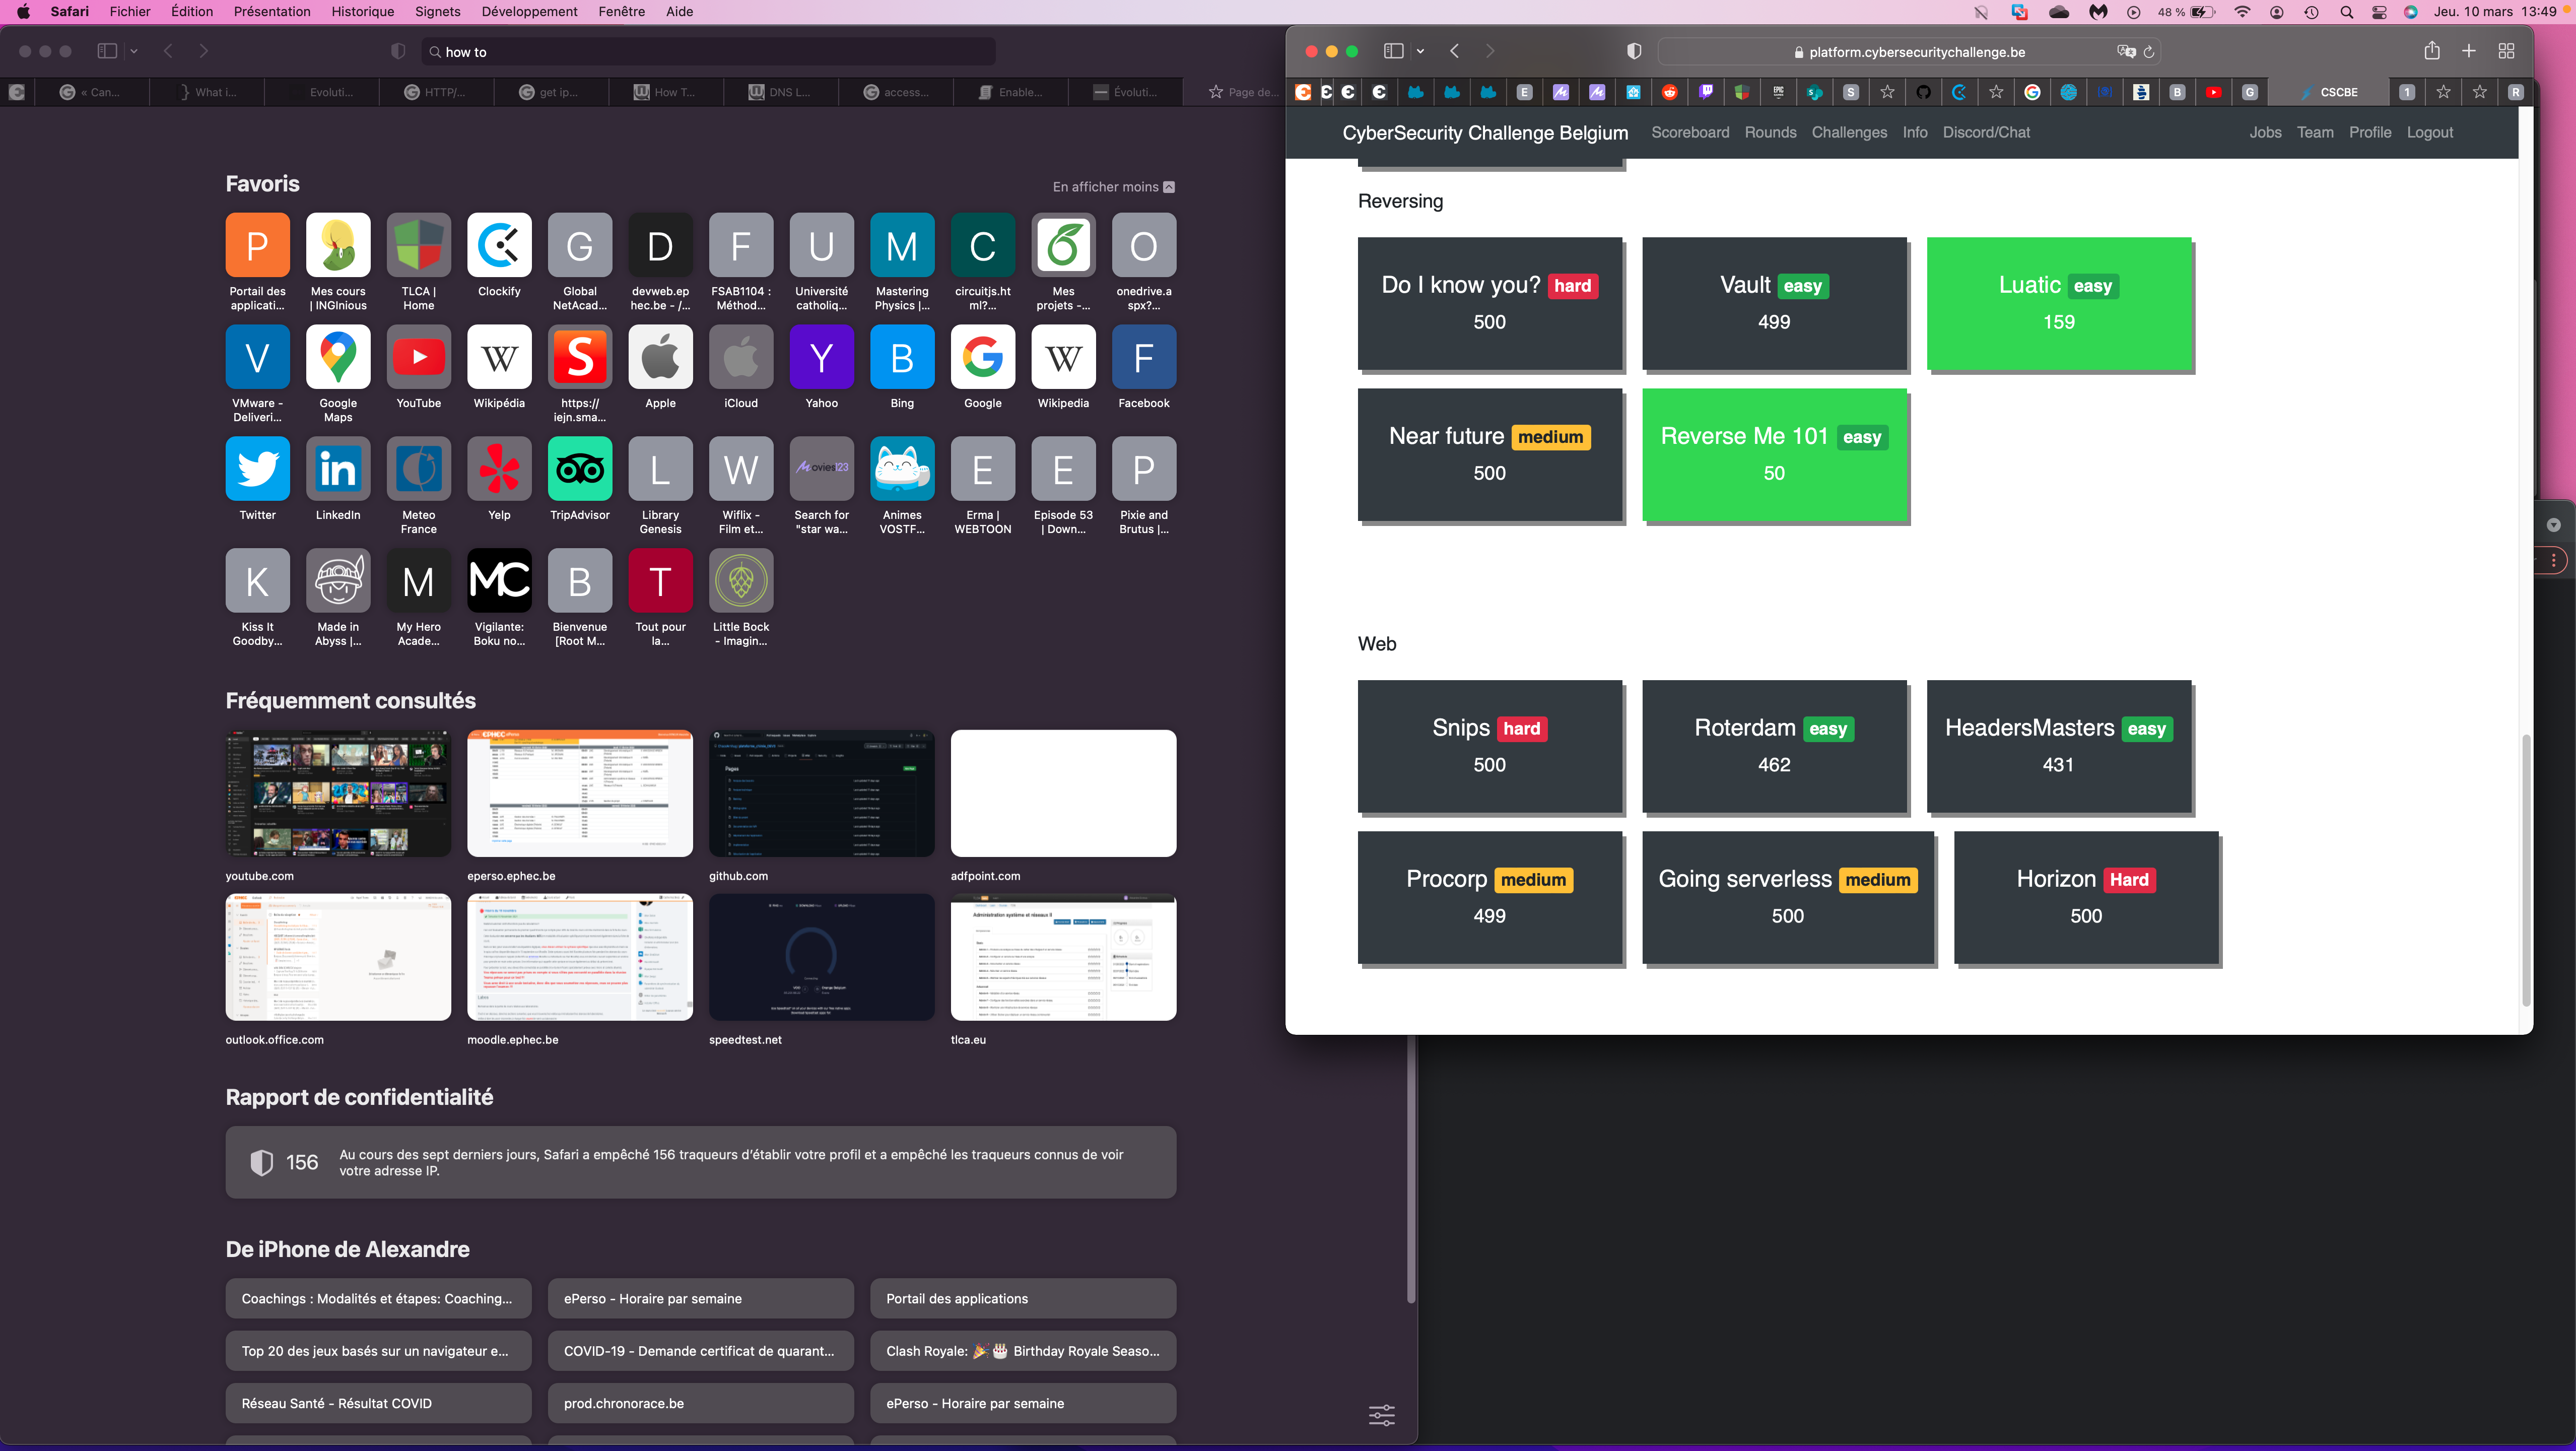 Safari Fichier Édition Présentation Historique Signets Développement Fenêtre Aide
48 % Jeu. 10 mars 13:49
how to
« Can...
What i...
Evoluti...
HTTP/...
get ip...
How T...
DNS L...
access...
Enable...
Évoluti...
Page de...
Favoris
En afficher moins
P
G
D
F
U
M
C
O
Portail des applicati...
Mes cours | INGInious
TLCA | Home
Clockify
Global NetAcad...
devweb.ep hec.be - /...
FSAB1104 : Méthod...
Université catholiq...
Mastering Physics |...
circuitjs.ht ml?...
Mes projets -...
onedrive.a spx?...
V
W
S
Y
B
G
W
F
VMware - Deliveri...
Google Maps
YouTube
Wikipédia
https:// iejn.sma...
Apple
iCloud
Yahoo
Bing
Google
Wikipedia
Facebook
in
L
W
Movies123
E
E
P
Twitter
LinkedIn
Meteo France
Yelp
TripAdvisor
Library Genesis
Wiflix - Film et...
Search for "star wa...
Animes VOSTF...
Erma | WEBTOON
Episode 53 | Down...
Pixie and Brutus |...
K
M
MC
B
T
Kiss It Goodby...
Made in Abyss |...
My Hero Acade...
Vigilante: Boku no...
Bienvenue [Root M...
Tout pour la...
Little Bock - Imagin...
Fréquemment consultés
EPHEC
Pages
youtube.com
eperso.ephec.be
github.com
adfpoint.com
Administration système et réseaux II
outlook.office.com
moodle.ephec.be
speedtest.net
tlca.eu
Rapport de confidentialité
156
Au cours des sept derniers jours, Safari a empêché 156 traqueurs d'établir votre profil et a empêché les traqueurs connus de voir
votre adresse IP.
De iPhone de Alexandre
Coachings : Modalités et étapes: Coaching...
ePerso - Horaire par semaine
Portail des applications
Top 20 des jeux basés sur un navigateur e...
COVID-19 - Demande certificat de quarant...
Clash Royale: 🎉🎂 Birthday Royale Seaso...
Réseau Santé - Résultat COVID
prod.chronorace.be
ePerso - Horaire par semaine
platform.cybersecuritychallenge.be
CSCBE
CyberSecurity Challenge Belgium
Scoreboard Rounds Challenges Info Discord/Chat
Jobs Team Profile Logout
Reversing
Do I know you? hard
500
Vault easy
499
Luatic easy
159
Near future medium
500
Reverse Me 101 easy
50
Web
Snips hard
500
Roterdam easy
462
HeadersMasters easy
431
Procorp medium
499
Going serverless medium
500
Horizon Hard
500